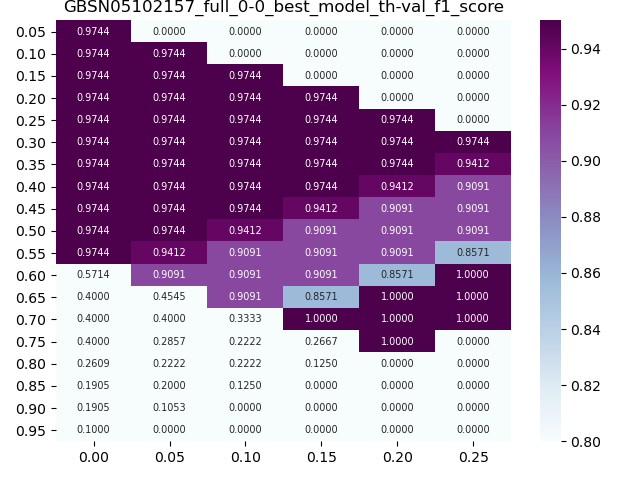 GBSN05102157_full_0-0_best_model_th-val_f1_score
0.05 0.9744 0.0000 0.0000 0.0000 0.0000 0.0000
0.10 0.9744 0.9744 0.0000 0.0000 0.0000 0.0000
0.15 0.9744 0.9744 0.9744 0.0000 0.0000 0.0000
0.20 0.9744 0.9744 0.9744 0.9744 0.0000 0.0000
0.25 0.9744 0.9744 0.9744 0.9744 0.9744 0.0000
0.30 0.9744 0.9744 0.9744 0.9744 0.9744 0.9744
0.35 0.9744 0.9744 0.9744 0.9744 0.9744 0.9412
0.40 0.9744 0.9744 0.9744 0.9744 0.9412 0.9091
0.45 0.9744 0.9744 0.9744 0.9412 0.9091 0.9091
0.50 0.9744 0.9744 0.9412 0.9091 0.9091 0.9091
0.55 0.9744 0.9412 0.9091 0.9091 0.9091 0.8571
0.60 0.5714 0.9091 0.9091 0.9091 0.8571 1.0000
0.65 0.4000 0.4545 0.9091 0.8571 1.0000 1.0000
0.70 0.4000 0.4000 0.3333 1.0000 1.0000 1.0000
0.75 0.4000 0.2857 0.2222 0.2667 1.0000 0.0000
0.80 0.2609 0.2222 0.2222 0.1250 0.0000 0.0000
0.85 0.1905 0.2000 0.1250 0.0000 0.0000 0.0000
0.90 0.1905 0.1053 0.0000 0.0000 0.0000 0.0000
0.95 0.1000 0.0000 0.0000 0.0000 0.0000 0.0000
0.00 0.05 0.10 0.15 0.20 0.25
0.94
0.92
0.90
0.88
0.86
0.84
0.82
0.80